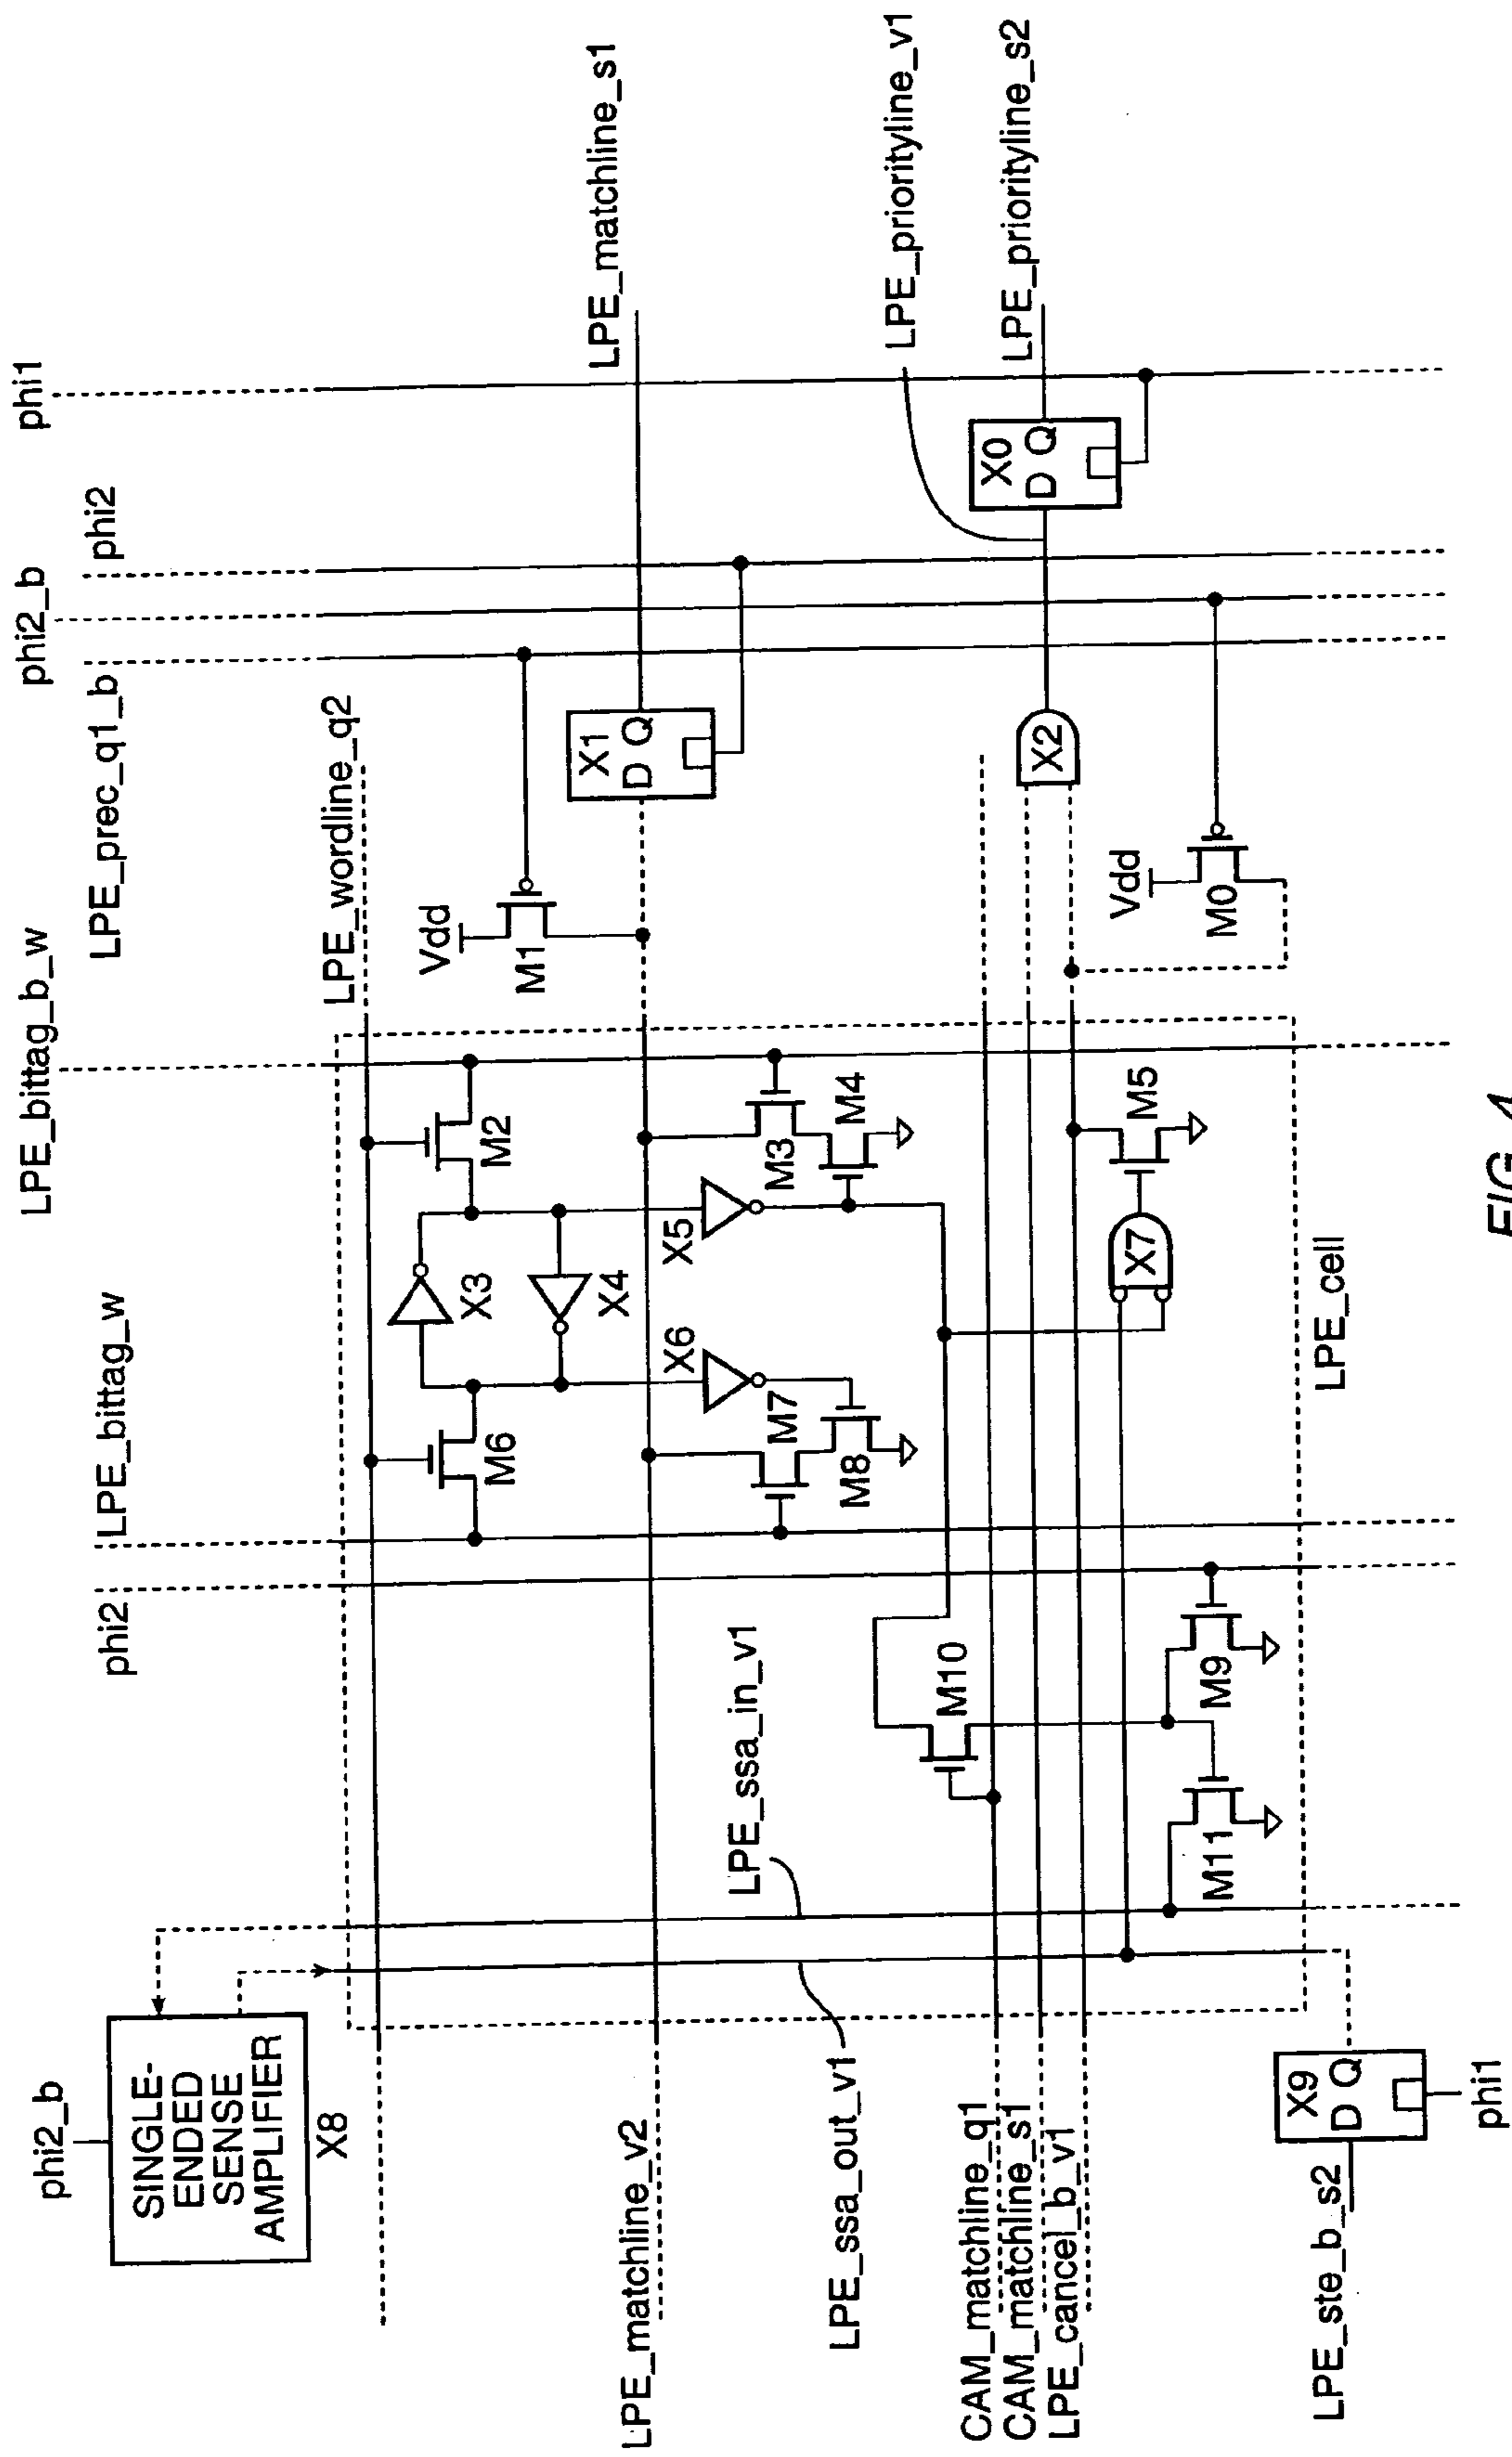 phi2_b
SINGLE-
ENDED
SENSE
AMPLIFIER
X8
phi2
LPE_bittag_w
LPE_bittag_b_w
LPE_prec_q1_b
phi2_b
phi2
phi1
LPE_wordline_q2
M6
X3
X4
M2
Vdd
M1
X1
D Q
LPE_matchline_s1
LPE_matchline_v2
LPE_ssa_in_v1
LPE_ssa_out_v1
X6
X5
M7
M8
M3
M4
M10
CAM_matchline_q1
CAM_matchline_s1
LPE_cancel_b_v1
X2
LPE_priorityline_v1
X0
D Q
LPE_priorityline_s2
M11
M9
X7
M5
Vdd
M0
LPE_ste_b_s2
X9
D Q
phi1
LPE_cell
FIG. 4